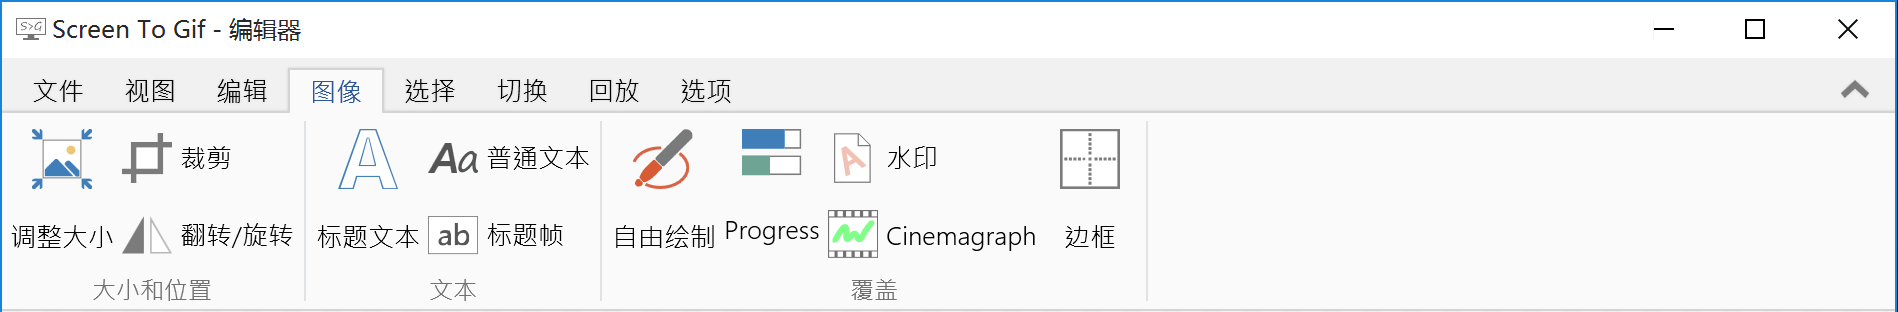 S>G Screen To Gif - 编辑器
文件 视图 编辑 图像 选择 切换 回放 选项
裁剪 A Aa 普通文本 A 水印
调整大小 翻转/旋转 标题文本 ab 标题帧 自由绘制 Progress Cinemagraph 边框
大小和位置 文本 覆盖